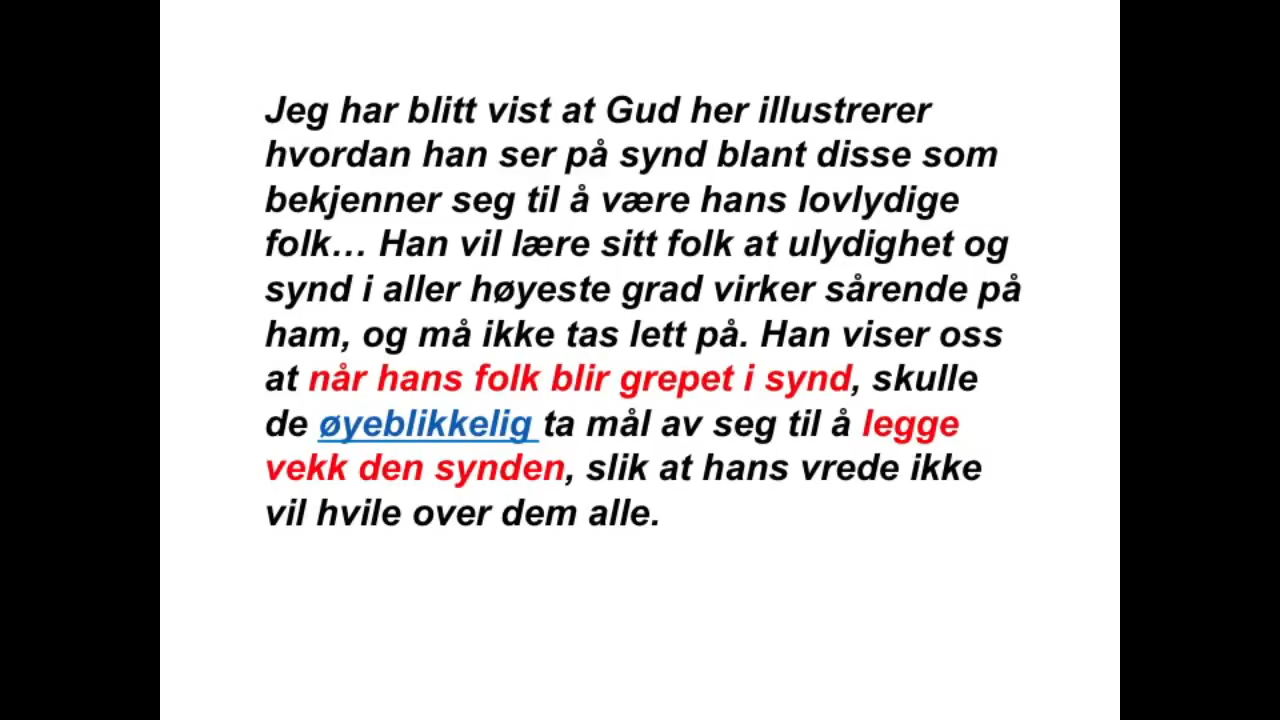 Jeg har blitt vist at Gud her illustrerer
hvordan han ser på synd blant disse som
bekjenner seg til å være hans lovlydige
folk… Han vil lære sitt folk at ulydighet og
synd i aller høyeste grad virker sårende på
ham, og må ikke tas lett på. Han viser oss
at når hans folk blir grepet i synd, skulle
de øyeblikkelig ta mål av seg til å legge
vekk den synden, slik at hans vrede ikke
vil hvile over dem alle.